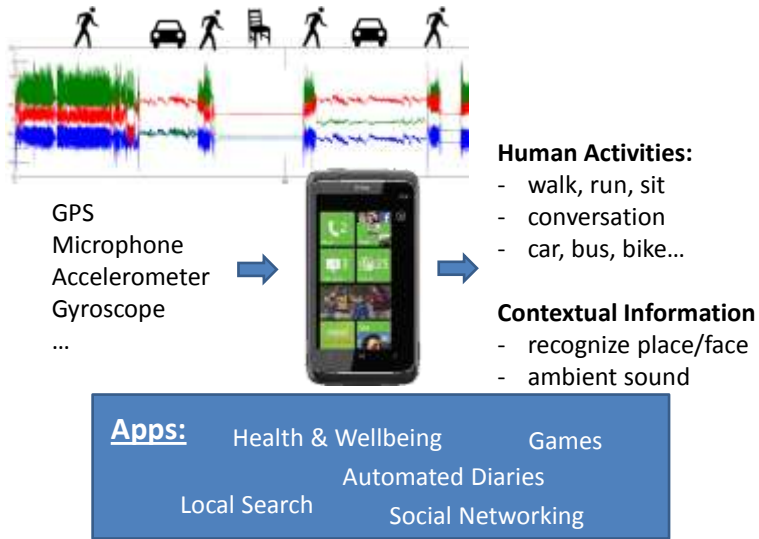 GPS
Microphone
Accelerometer
Gyroscope
…
Human Activities:
- walk, run, sit
- conversation
- car, bus, bike…
Contextual Information
- recognize place/face
- ambient sound
Apps:
Health & Wellbeing
Games
Automated Diaries
Local Search
Social Networking